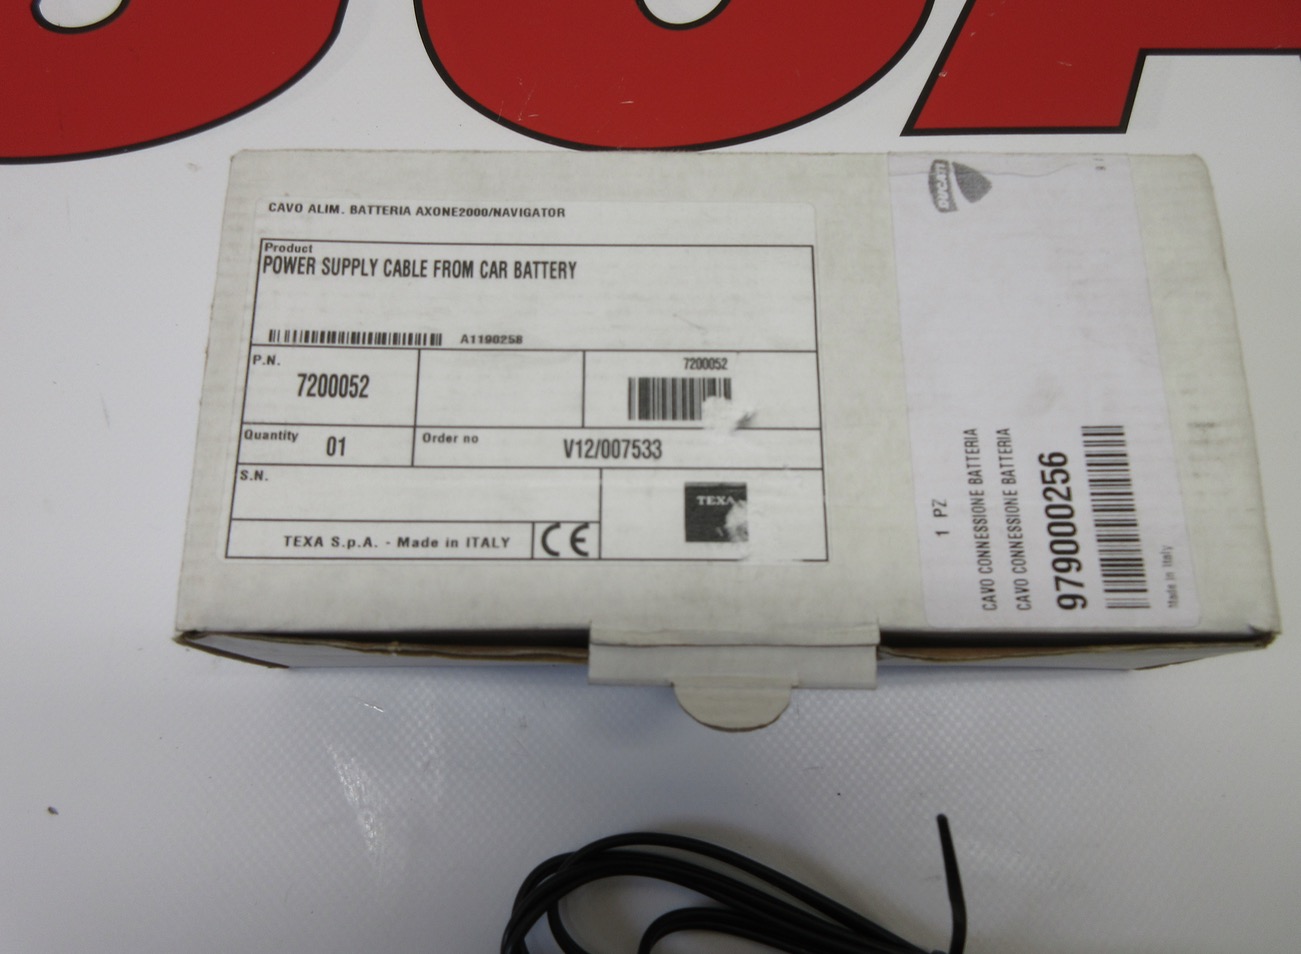 CAVO ALIM. BATTERIA AXONE2000/NAVIGATOR
Product
POWER SUPPLY CABLE FROM CAR BATTERY
A1190258
P.N.
7200052
7200052
Quantity
01
Order no
V12/007533
S.N.
TEXA
TEXA S.p.A. - Made in ITALY
CE
DUCATI
1 PZ
CAVO CONNESSIONE BATTERIA
CAVO CONNESSIONE BATTERIA
979000256
Made in Italy